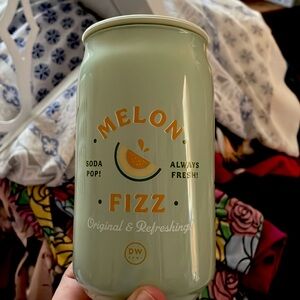 MELON
SODA POP!
ALWAYS FRESH!
FIZZ
Original & Refreshing!
DW